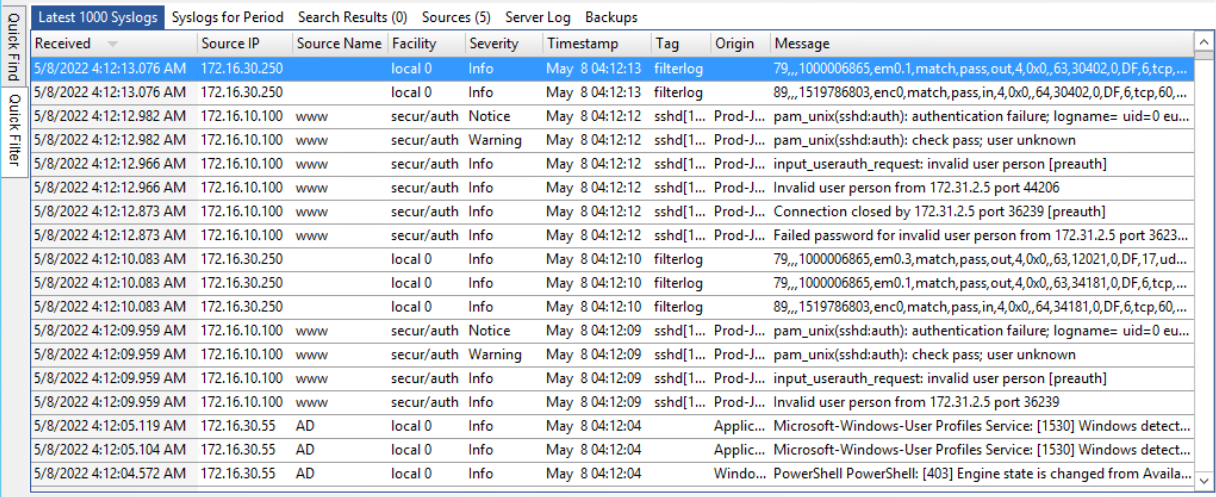 Latest 1000 Syslogs Syslogs for Period Search Results (0) Sources (5) Server Log Backups
Quick Find
Quick Filter
Received Source IP Source Name Facility Severity Timestamp Tag Origin Message
5/8/2022 4:12:13.076 AM 172.16.30.250 local 0 Info May 8 04:12:13 filterlog 79,,,1000006865,em0.1,match,pass,out,4,0x0,,63,30402,0,DF,6,tcp,...
5/8/2022 4:12:13.076 AM 172.16.30.250 local 0 Info May 8 04:12:13 filterlog 89,,,1519786803,enc0,match,pass,in,4,0x0,,64,30402,0,DF,6,tcp,60,...
5/8/2022 4:12:12.982 AM 172.16.10.100 www secur/auth Notice May 8 04:12:12 sshd[1... Prod-J... pam_unix(sshd:auth): authentication failure; logname= uid=0 eu...
5/8/2022 4:12:12.982 AM 172.16.10.100 www secur/auth Warning May 8 04:12:12 sshd[1... Prod-J... pam_unix(sshd:auth): check pass; user unknown
5/8/2022 4:12:12.966 AM 172.16.10.100 www secur/auth Info May 8 04:12:12 sshd[1... Prod-J... input_userauth_request: invalid user person [preauth]
5/8/2022 4:12:12.966 AM 172.16.10.100 www secur/auth Info May 8 04:12:12 sshd[1... Prod-J... Invalid user person from 172.31.2.5 port 44206
5/8/2022 4:12:12.873 AM 172.16.10.100 www secur/auth Info May 8 04:12:12 sshd[1... Prod-J... Connection closed by 172.31.2.5 port 36239 [preauth]
5/8/2022 4:12:12.873 AM 172.16.10.100 www secur/auth Info May 8 04:12:12 sshd[1... Prod-J... Failed password for invalid user person from 172.31.2.5 port 3623...
5/8/2022 4:12:10.083 AM 172.16.30.250 local 0 Info May 8 04:12:10 filterlog 79,,,1000006865,em0.3,match,pass,out,4,0x0,,63,12021,0,DF,17,ud...
5/8/2022 4:12:10.083 AM 172.16.30.250 local 0 Info May 8 04:12:10 filterlog 79,,,1000006865,em0.1,match,pass,out,4,0x0,,63,34181,0,DF,6,tcp,...
5/8/2022 4:12:10.083 AM 172.16.30.250 local 0 Info May 8 04:12:10 filterlog 89,,,1519786803,enc0,match,pass,in,4,0x0,,64,34181,0,DF,6,tcp,60,...
5/8/2022 4:12:09.959 AM 172.16.10.100 www secur/auth Notice May 8 04:12:09 sshd[1... Prod-J... pam_unix(sshd:auth): authentication failure; logname= uid=0 eu...
5/8/2022 4:12:09.959 AM 172.16.10.100 www secur/auth Warning May 8 04:12:09 sshd[1... Prod-J... pam_unix(sshd:auth): check pass; user unknown
5/8/2022 4:12:09.959 AM 172.16.10.100 www secur/auth Info May 8 04:12:09 sshd[1... Prod-J... input_userauth_request: invalid user person [preauth]
5/8/2022 4:12:09.959 AM 172.16.10.100 www secur/auth Info May 8 04:12:09 sshd[1... Prod-J... Invalid user person from 172.31.2.5 port 36239
5/8/2022 4:12:05.119 AM 172.16.30.55 AD local 0 Info May 8 04:12:04 Applic... Microsoft-Windows-User Profiles Service: [1530] Windows detect...
5/8/2022 4:12:05.104 AM 172.16.30.55 AD local 0 Info May 8 04:12:04 Applic... Microsoft-Windows-User Profiles Service: [1530] Windows detect...
5/8/2022 4:12:04.572 AM 172.16.30.55 AD local 0 Info May 8 04:12:04 Windo... PowerShell PowerShell: [403] Engine state is changed from Availa...